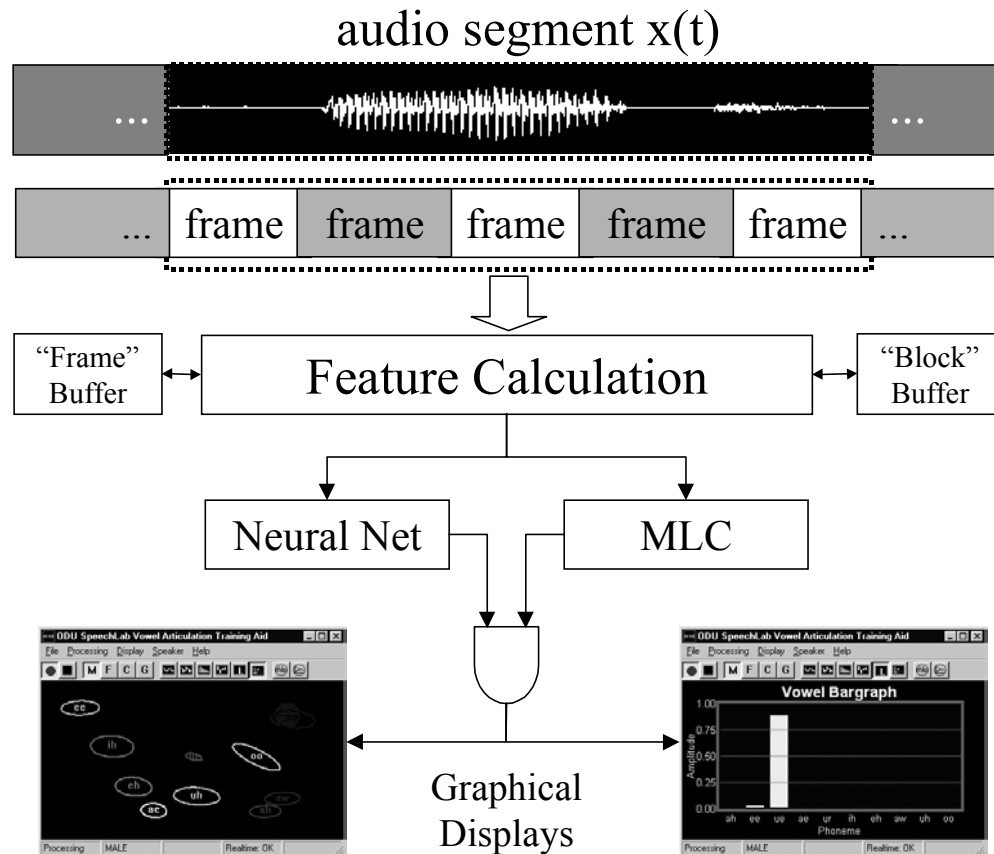 audio segment x(t)
... ...
... frame frame frame frame frame ...
“Frame”
Buffer
Feature Calculation
“Block”
Buffer
Neural Net
MLC
ODU SpeechLab Vowel Articulation Training Aid
File Processing Display Speaker Help
M F C G
ee
ih
oo
eh
uh
ae
aw
ah
Processing MALE Realtime: OK
Graphical
Displays
ODU SpeechLab Vowel Articulation Training Aid
File Processing Display Speaker Help
M F C G
Vowel Bargraph
1.00
0.75
0.50
0.25
0.00
Amplitude
ah ee ue ae ur ih eh aw uh oo
Phoneme
Processing MALE Realtime: OK